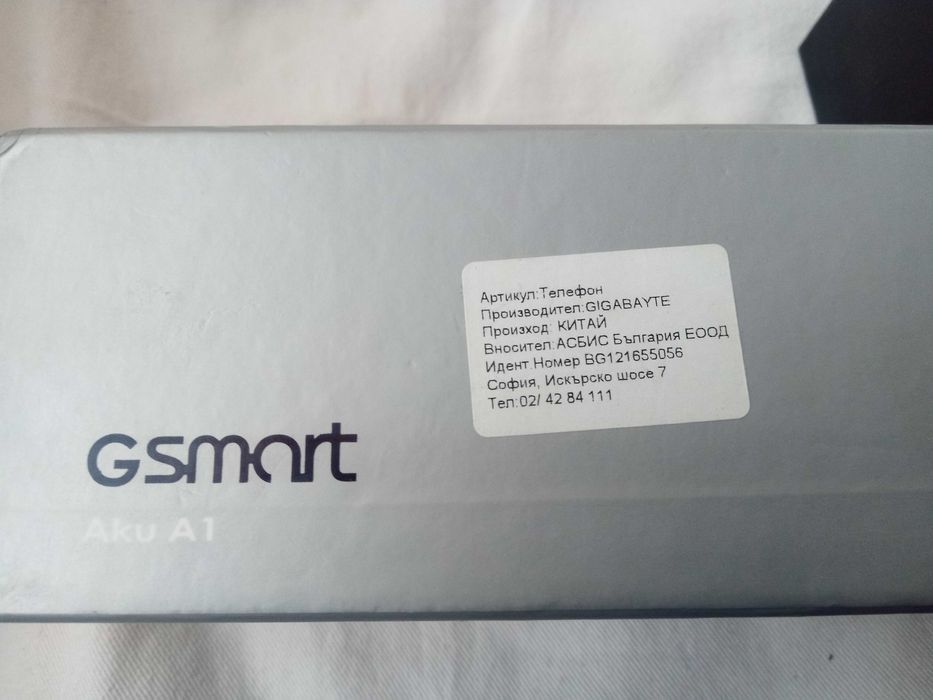 Артикул:Телефон
Производител:GIGABAYTE
Произход: КИТАЙ
Вносител:АСБИС България ЕООД
Идент.Номер BG121655056
София, Искърско шосе 7
Тел:02/ 42 84 111
GSmart
Aku A1